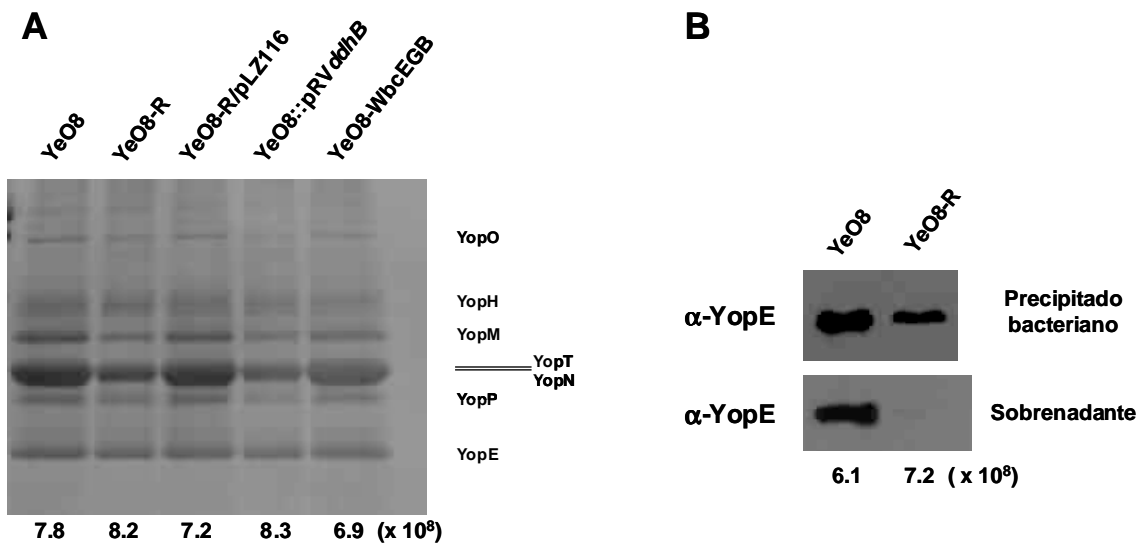 A
YeO8
YeO8-R
YeO8-R/pLZ116
YeO8::pRVddhB
YeO8-WbcEGB
YopO
YopH
YopM
YopT
YopN
YopP
YopE
7.8 8.2 7.2 8.3 6.9 (x 10⁸)
B
YeO8
YeO8-R
α-YopE
Precipitado
bacteriano
α-YopE
Sobrenadante
6.1 7.2 ( x 10⁸)